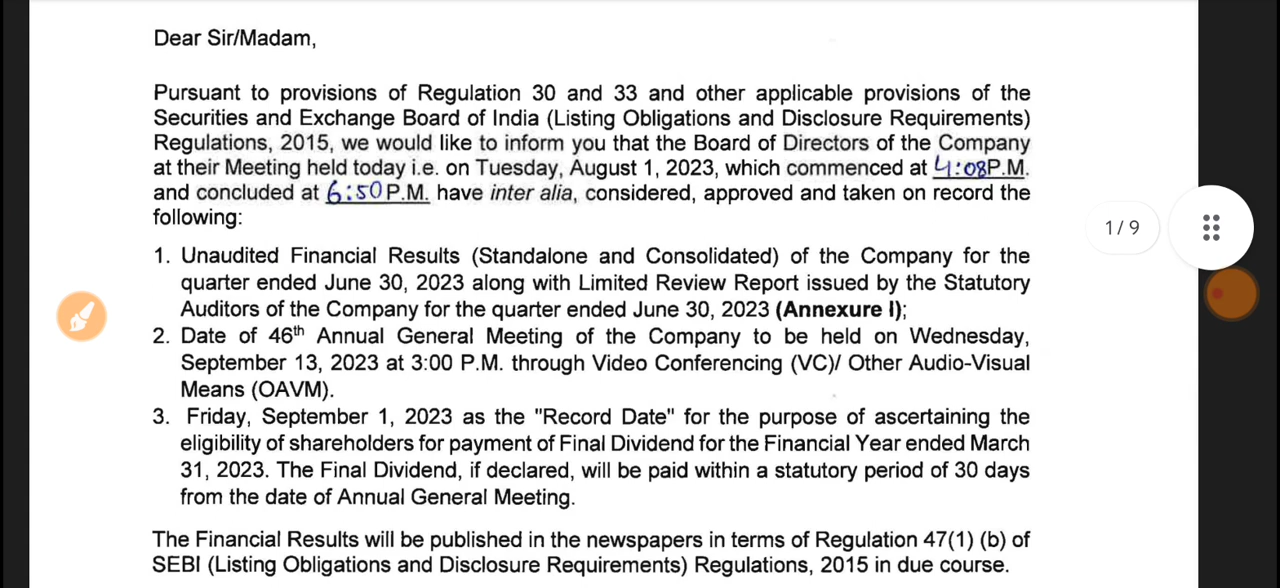 Dear Sir/Madam,
Pursuant to provisions of Regulation 30 and 33 and other applicable provisions of the
Securities and Exchange Board of India (Listing Obligations and Disclosure Requirements)
Regulations, 2015, we would like to inform you that the Board of Directors of the Company
at their Meeting held today i.e. on Tuesday, August 1, 2023, which commenced at 4:08P.M.
and concluded at 6:50P.M. have inter alia, considered, approved and taken on record the
following:
1. Unaudited Financial Results (Standalone and Consolidated) of the Company for the
quarter ended June 30, 2023 along with Limited Review Report issued by the Statutory
Auditors of the Company for the quarter ended June 30, 2023 (Annexure I);
2. Date of 46th Annual General Meeting of the Company to be held on Wednesday,
September 13, 2023 at 3:00 P.M. through Video Conferencing (VC)/ Other Audio-Visual
Means (OAVM).
3. Friday, September 1, 2023 as the "Record Date" for the purpose of ascertaining the
eligibility of shareholders for payment of Final Dividend for the Financial Year ended March
31, 2023. The Final Dividend, if declared, will be paid within a statutory period of 30 days
from the date of Annual General Meeting.
The Financial Results will be published in the newspapers in terms of Regulation 47(1) (b) of
SEBI (Listing Obligations and Disclosure Requirements) Regulations, 2015 in due course.
1/9